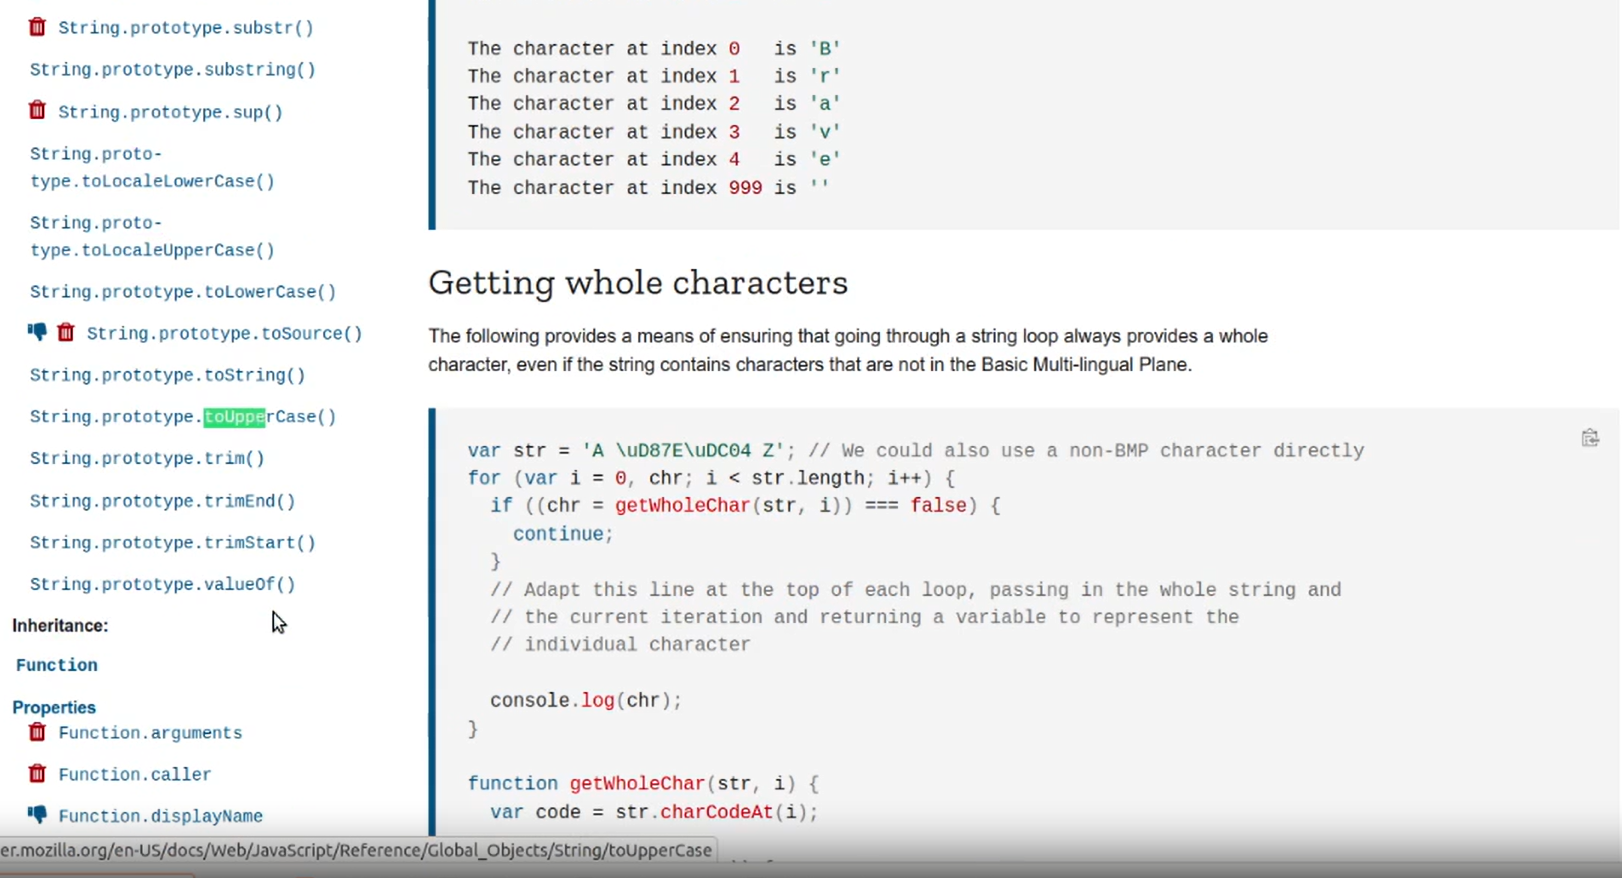 String.prototype.substr()
String.prototype.substring()
String.prototype.sup()
String.proto-
type.toLocaleLowerCase()
String.proto-
type.toLocaleUpperCase()
String.prototype.toLowerCase()
String.prototype.toSource()
String.prototype.toString()
String.prototype.toUpperCase()
String.prototype.trim()
String.prototype.trimEnd()
String.prototype.trimStart()
String.prototype.valueOf()
Inheritance:
Function
Properties
Function.arguments
Function.caller
Function.displayName
The character at index 0   is 'B'
The character at index 1   is 'r'
The character at index 2   is 'a'
The character at index 3   is 'v'
The character at index 4   is 'e'
The character at index 999 is ''
Getting whole characters
The following provides a means of ensuring that going through a string loop always provides a whole
character, even if the string contains characters that are not in the Basic Multi-lingual Plane.
var str = 'A \uD87E\uDC04 Z'; // We could also use a non-BMP character directly
for (var i = 0, chr; i < str.length; i++) {
  if ((chr = getWholeChar(str, i)) === false) {
    continue;
  }
  // Adapt this line at the top of each loop, passing in the whole string and
  // the current iteration and returning a variable to represent the
  // individual character
  console.log(chr);
}
function getWholeChar(str, i) {
  var code = str.charCodeAt(i);
er.mozilla.org/en-US/docs/Web/JavaScript/Reference/Global_Objects/String/toUpperCase